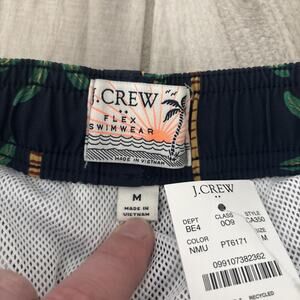 J.CREW
FLEX
SWIMWEAR
MADE IN VIETNAM
M
MADE IN
VIETNAM
J.CREW
DEPT CLASS STYLE
BE4 009 CA350
COLOR SIZE
NMU PT6171 M
099107382362
RECYCLED